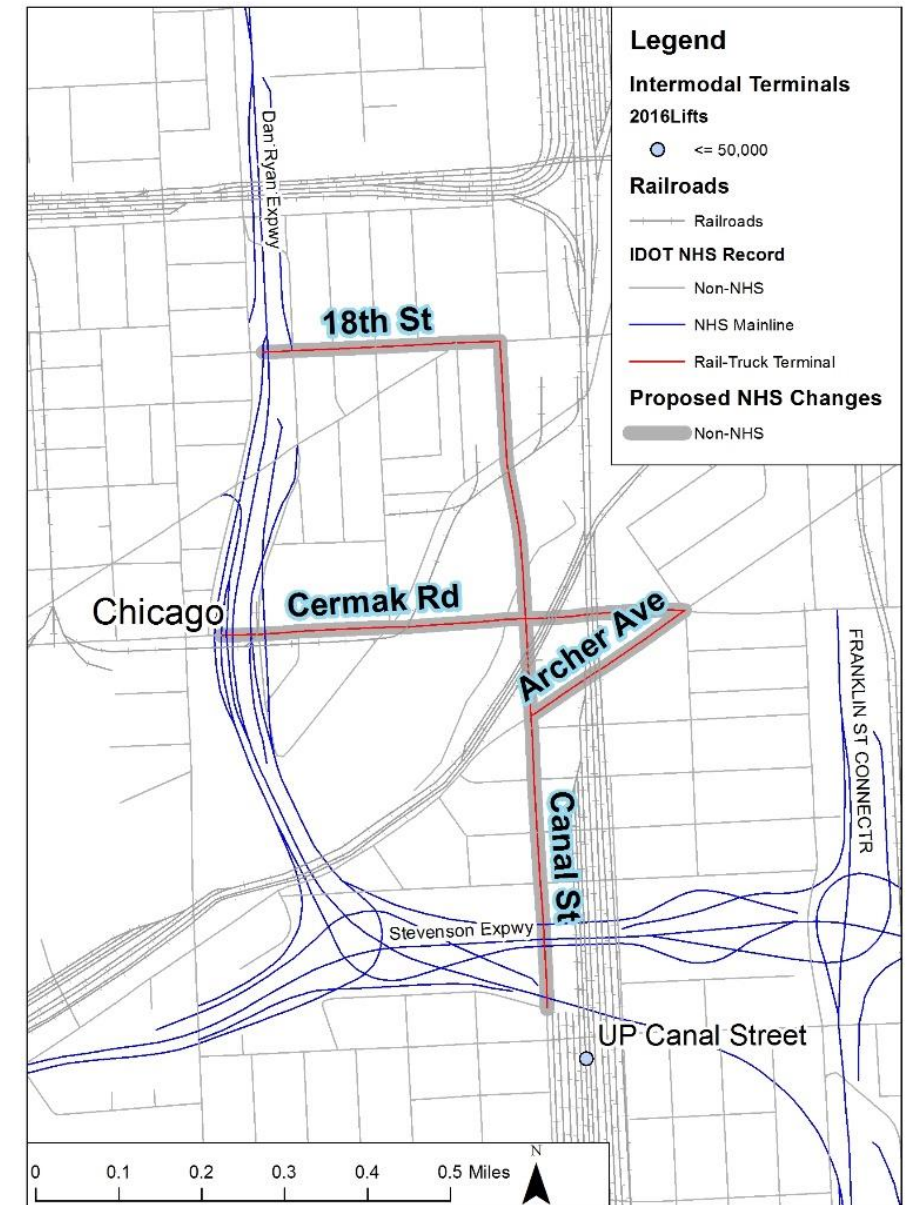 Legend
Intermodal Terminals
2016Lifts
<= 50,000
Railroads
Railroads
IDOT NHS Record
Non-NHS
NHS Mainline
Rail-Truck Terminal
Proposed NHS Changes
Non-NHS
Dan Ryan Expwy
18th St
Chicago
Cermak Rd
Archer Ave
FRANKLIN ST CONNECTR
Canal St
Stevenson Expwy
UP Canal Street
0 0.1 0.2 0.3 0.4 0.5 Miles
N